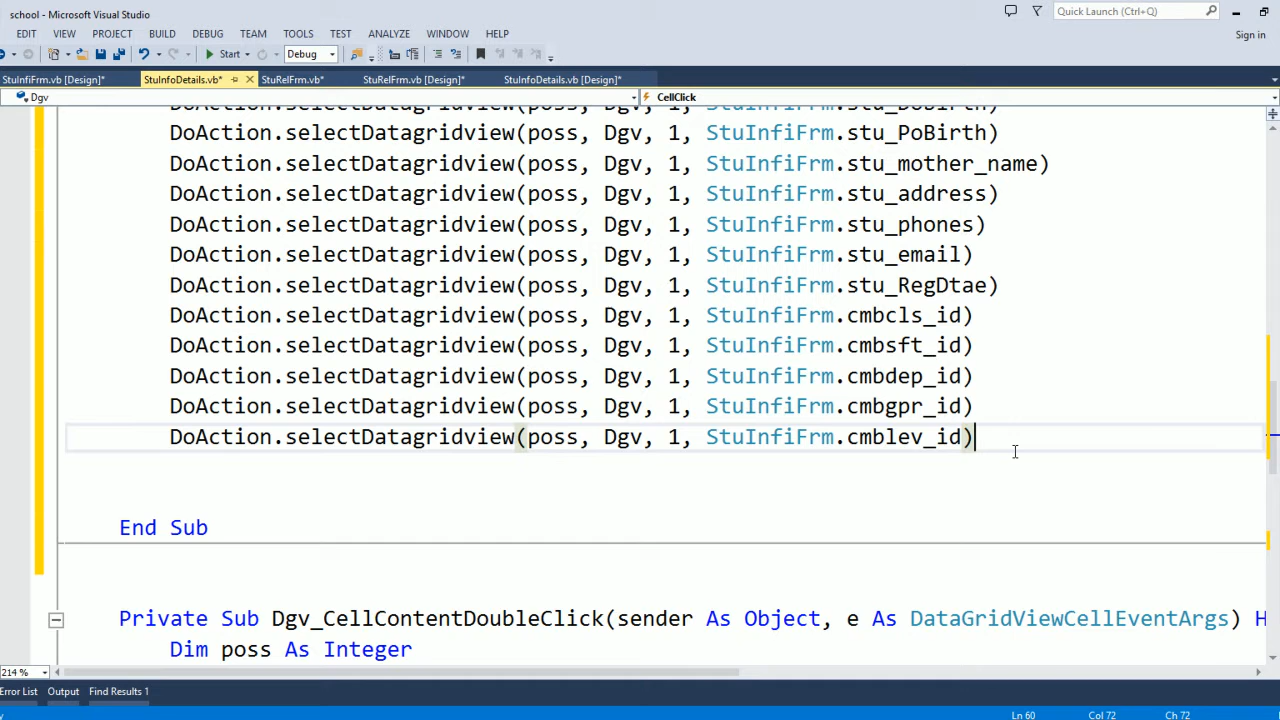 school - Microsoft Visual Studio
Quick Launch (Ctrl+Q)
EDIT VIEW PROJECT BUILD DEBUG TEAM TOOLS TEST ANALYZE WINDOW HELP
Sign in
Start Debug
StuInfiFrm.vb [Design]* StuInfoDetails.vb* StuRelFrm.vb* StuRelFrm.vb [Design]* StuInfoDetails.vb [Design]*
Dgv CellClick
DoAction.selectDatagridview(poss, Dgv, 1, StuInfiFrm.stu_DoBirth)
DoAction.selectDatagridview(poss, Dgv, 1, StuInfiFrm.stu_PoBirth)
DoAction.selectDatagridview(poss, Dgv, 1, StuInfiFrm.stu_mother_name)
DoAction.selectDatagridview(poss, Dgv, 1, StuInfiFrm.stu_address)
DoAction.selectDatagridview(poss, Dgv, 1, StuInfiFrm.stu_phones)
DoAction.selectDatagridview(poss, Dgv, 1, StuInfiFrm.stu_email)
DoAction.selectDatagridview(poss, Dgv, 1, StuInfiFrm.stu_RegDtae)
DoAction.selectDatagridview(poss, Dgv, 1, StuInfiFrm.cmbcls_id)
DoAction.selectDatagridview(poss, Dgv, 1, StuInfiFrm.cmbsft_id)
DoAction.selectDatagridview(poss, Dgv, 1, StuInfiFrm.cmbdep_id)
DoAction.selectDatagridview(poss, Dgv, 1, StuInfiFrm.cmbgpr_id)
DoAction.selectDatagridview(poss, Dgv, 1, StuInfiFrm.cmblev_id)
End Sub
Private Sub Dgv_CellContentDoubleClick(sender As Object, e As DataGridViewCellEventArgs) H
Dim poss As Integer
214 %
Error List Output Find Results 1
Ln 60 Col 72 Ch 72